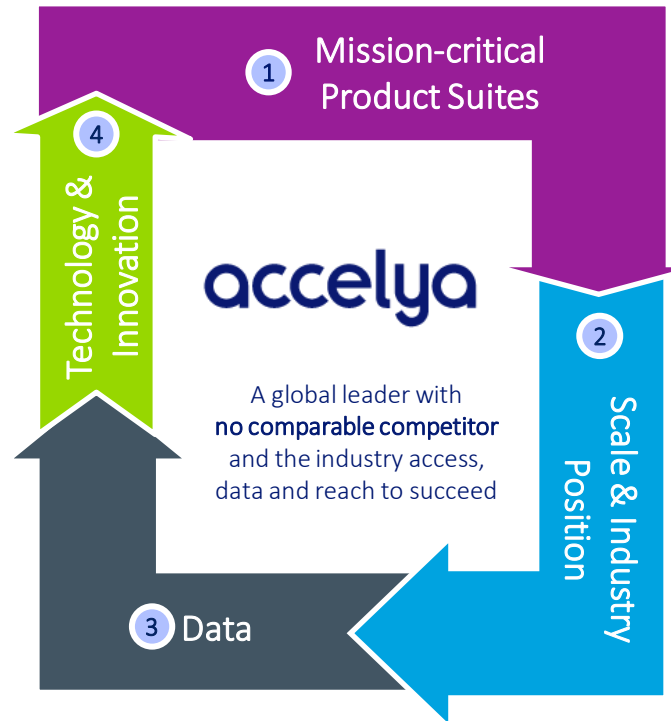 1
Mission-critical
Product Suites
2
Scale & Industry
Position
3
Data
4
Technology &
Innovation
accelya
A global leader with
no comparable competitor
and the industry access,
data and reach to succeed